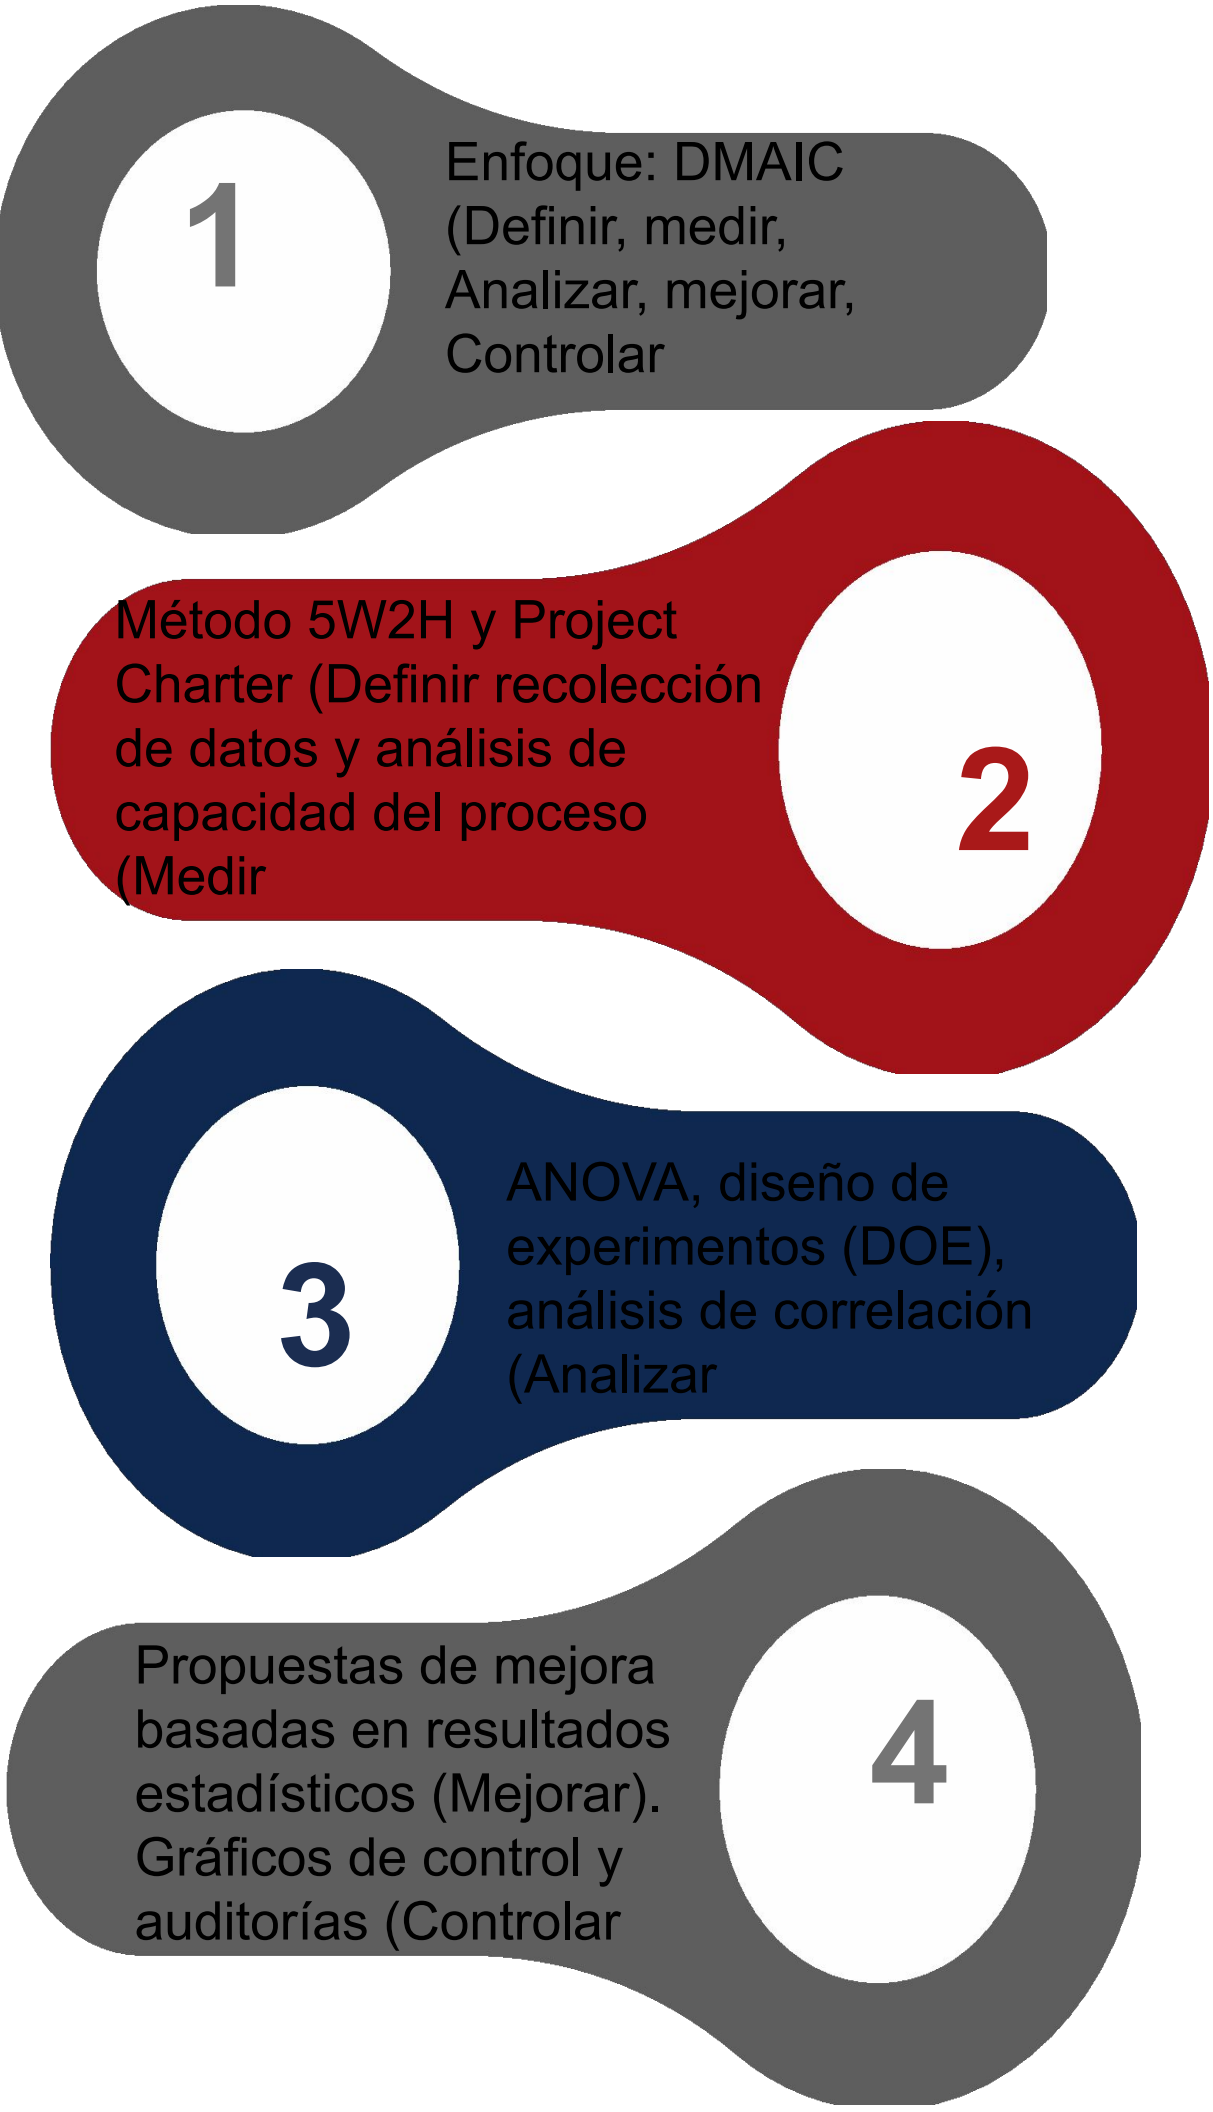 1
Enfoque: DMAIC
(Definir, medir,
Analizar, mejorar,
Controlar
Método 5W2H y Project
Charter (Definir recolección
de datos y análisis de
capacidad del proceso
(Medir
2
3
ANOVA, diseño de
experimentos (DOE),
análisis de correlación
(Analizar
Propuestas de mejora
basadas en resultados
estadísticos (Mejorar).
Gráficos de control y
auditorías (Controlar
4